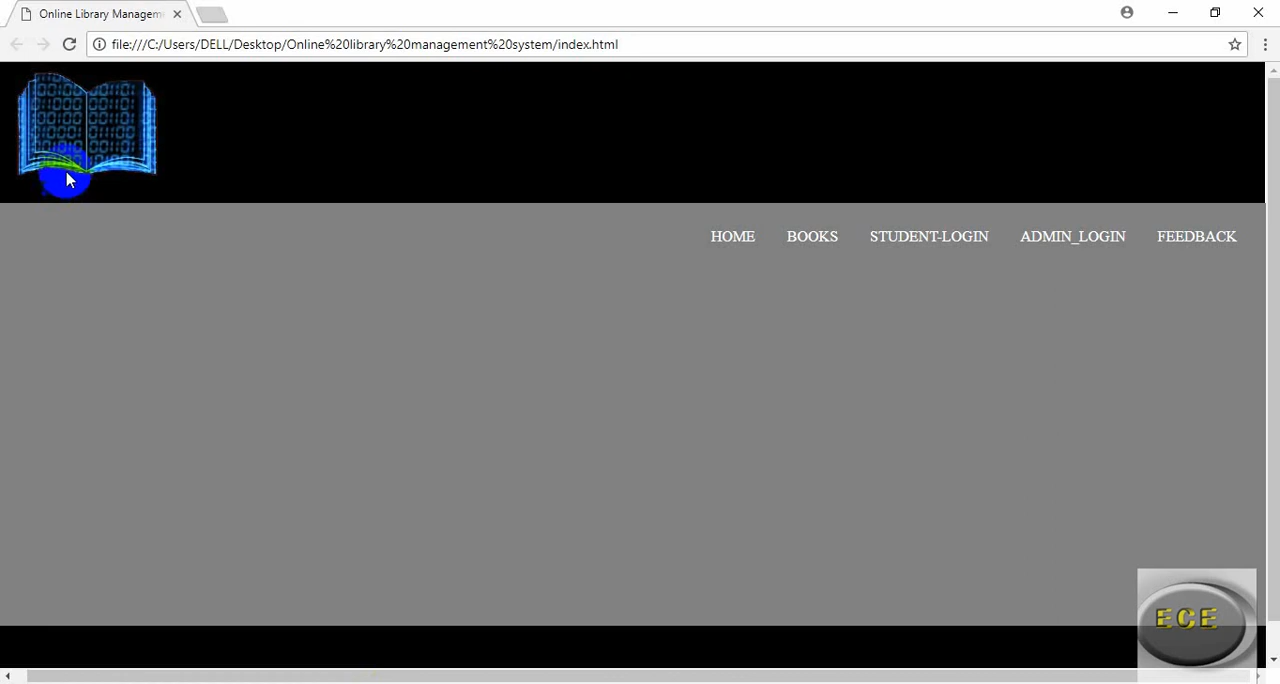 Online Library Managem
file:///C:/Users/DELL/Desktop/Online%20library%20management%20system/index.html
HOME BOOKS STUDENT-LOGIN ADMIN_LOGIN FEEDBACK
ECE